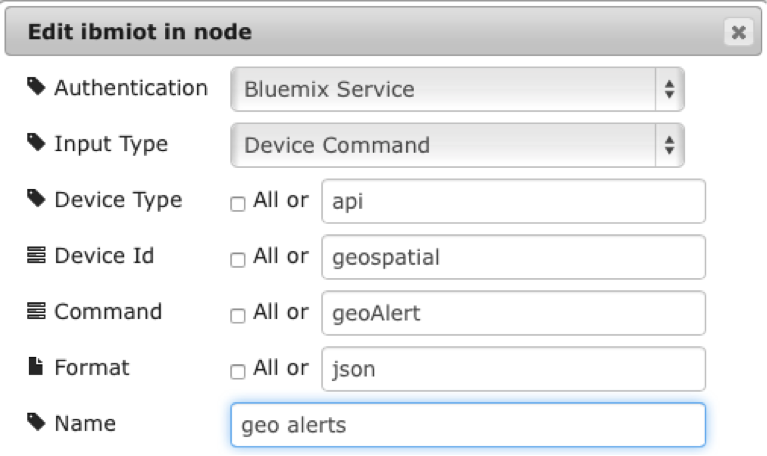 Edit ibmiot in node
Authentication Bluemix Service
Input Type Device Command
Device Type All or api
Device Id All or geospatial
Command All or geoAlert
Format All or json
Name geo alerts